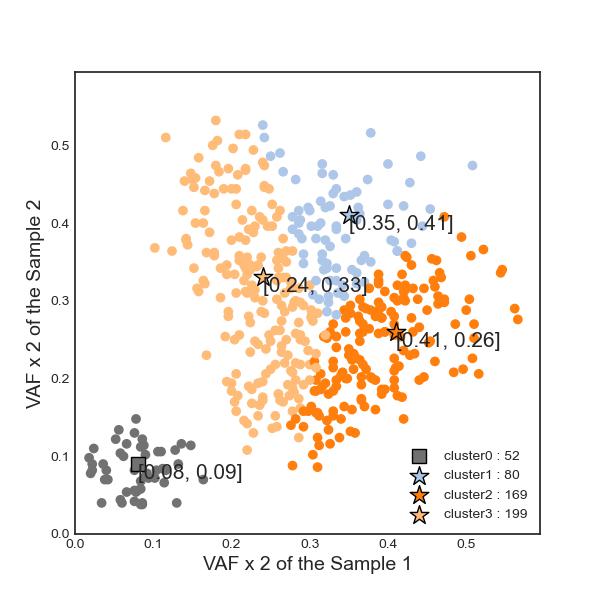 0.5
0.4
0.3
0.2
0.1
0.0
VAF x 2 of the Sample 2
[0.35, 0.41]
[0.24, 0.33]
[0.41, 0.26]
[0.08, 0.09]
cluster0 : 52
cluster1 : 80
cluster2 : 169
cluster3 : 199
0.0 0.1 0.2 0.3 0.4 0.5
VAF x 2 of the Sample 1